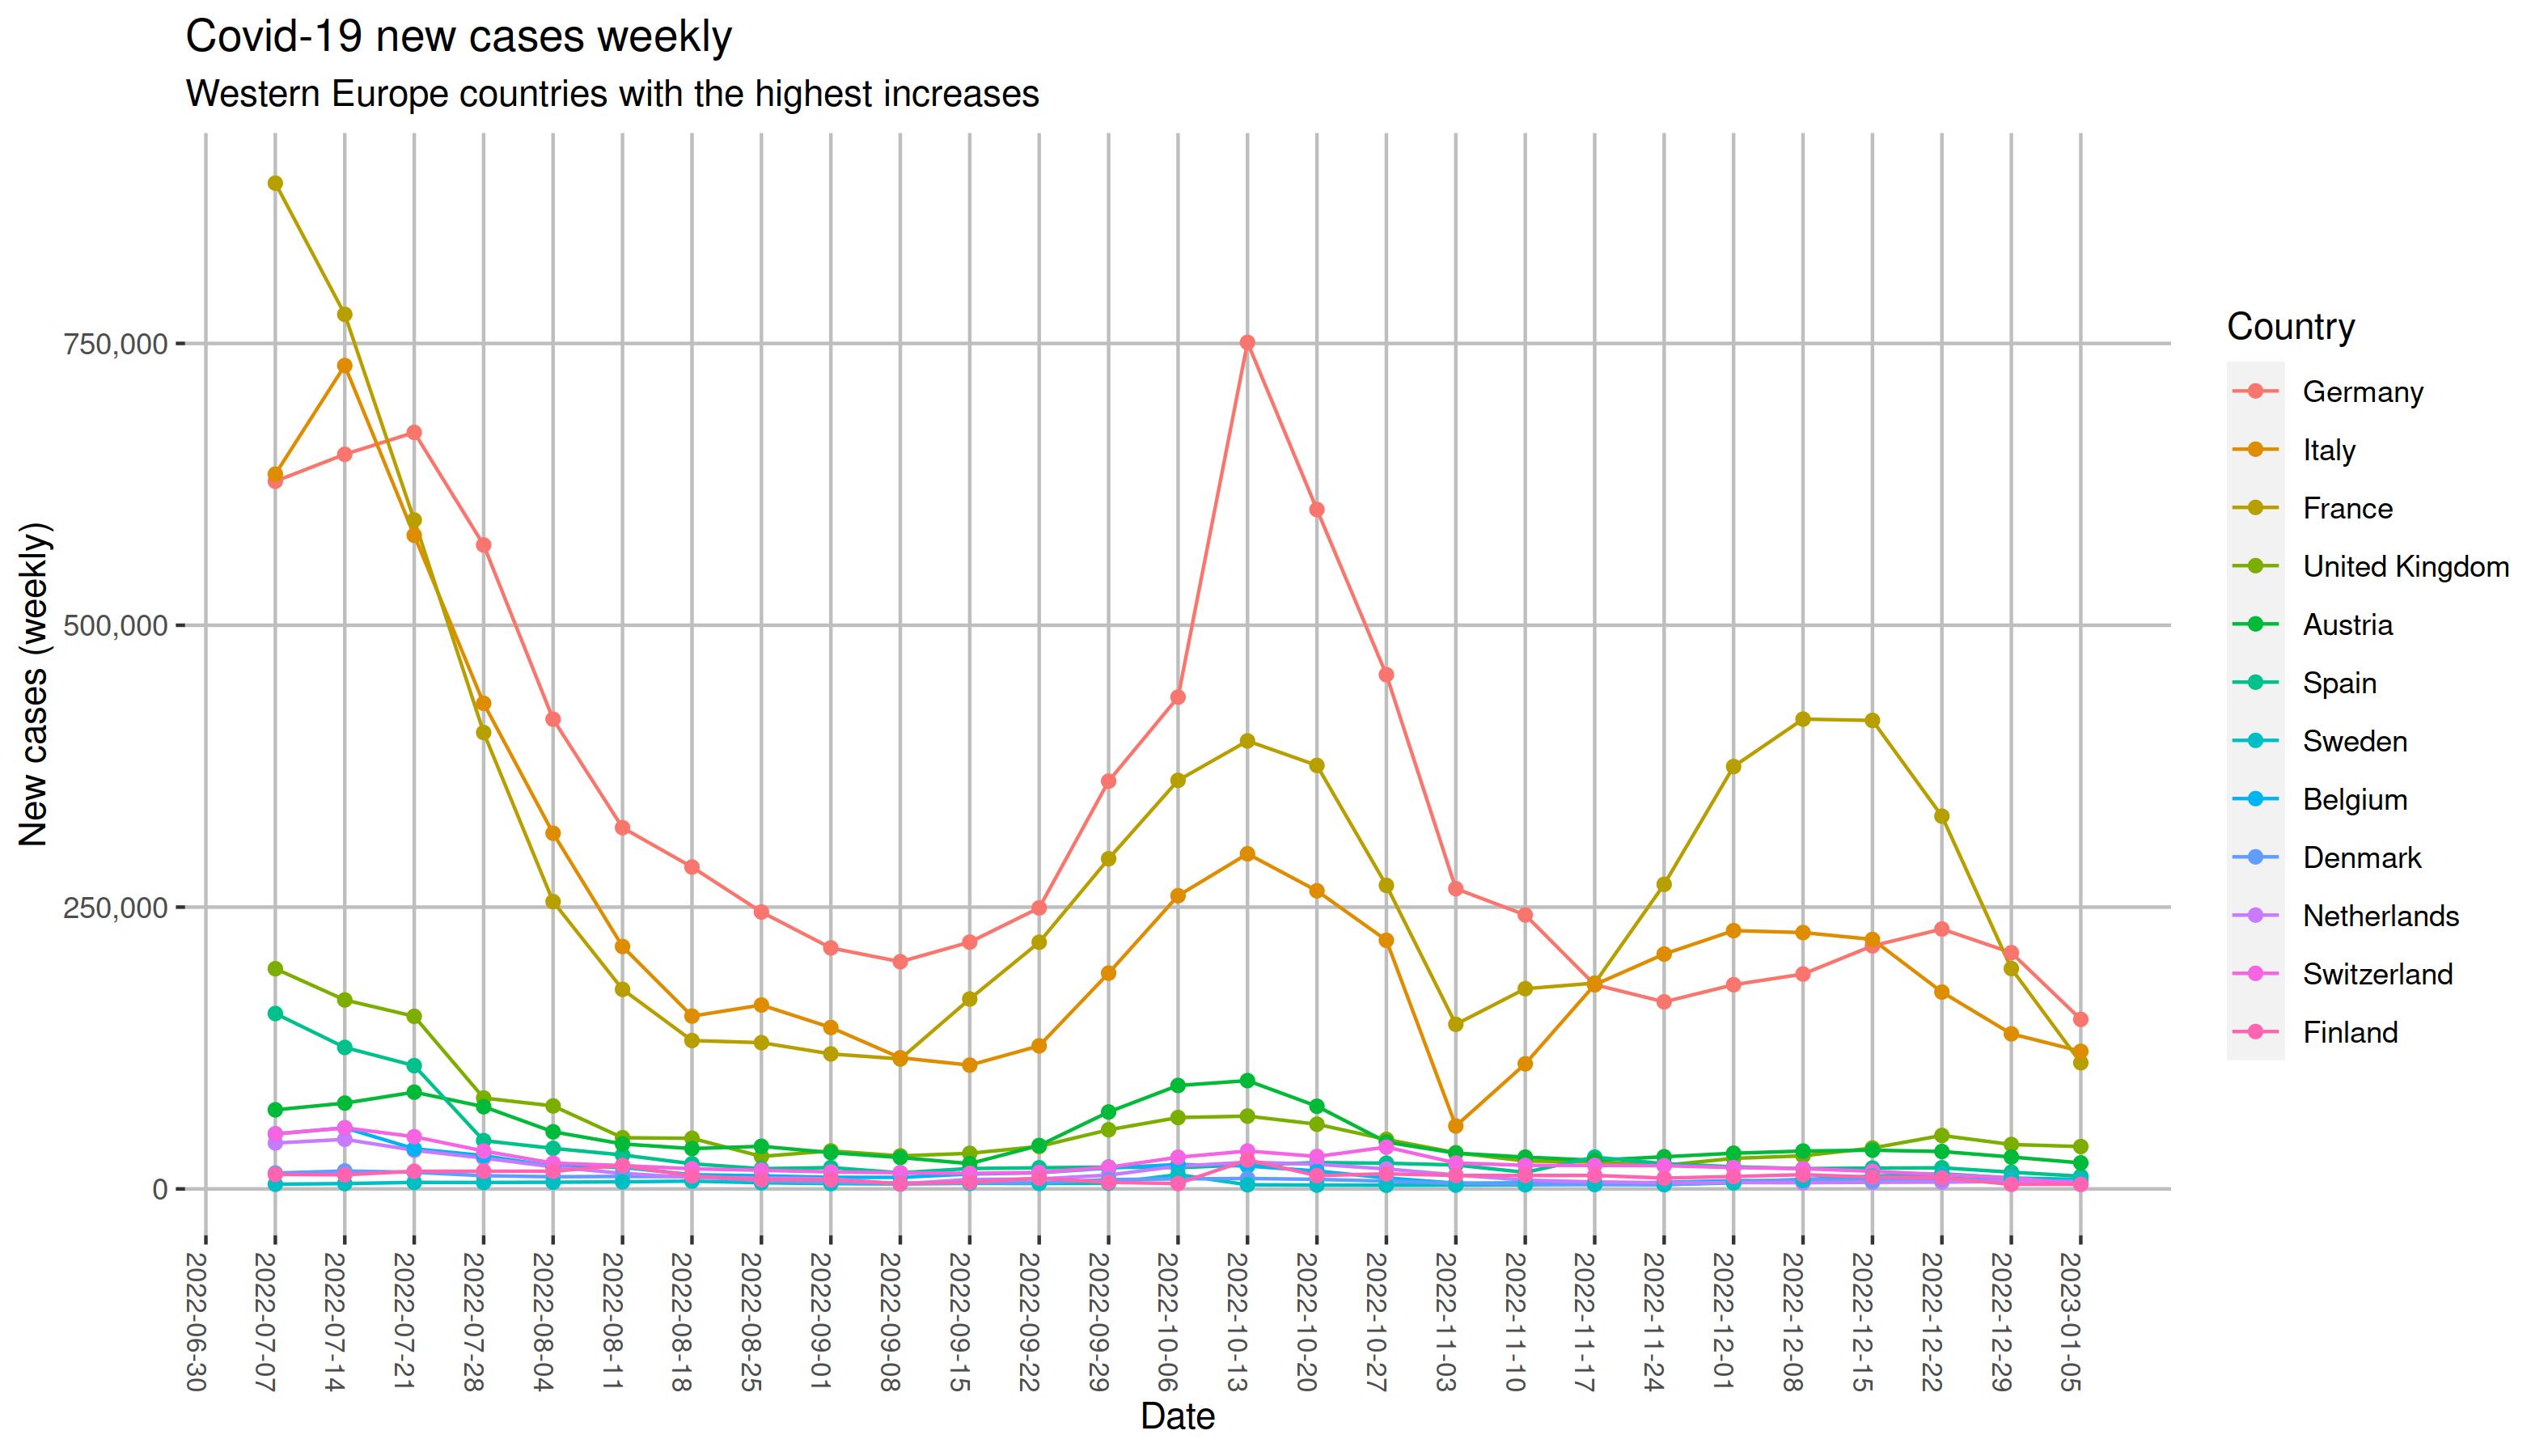 Covid-19 new cases weekly
Western Europe countries with the highest increases
New cases (weekly)
750,000
500,000
250,000
0
2022-06-30
2022-07-07
2022-07-14
2022-07-21
2022-07-28
2022-08-04
2022-08-11
2022-08-18
2022-08-25
2022-09-01
2022-09-08
2022-09-15
2022-09-22
2022-09-29
2022-10-06
2022-10-13
2022-10-20
2022-10-27
2022-11-03
2022-11-10
2022-11-17
2022-11-24
2022-12-01
2022-12-08
2022-12-15
2022-12-22
2022-12-29
2023-01-05
Date
Country
Germany
Italy
France
United Kingdom
Austria
Spain
Sweden
Belgium
Denmark
Netherlands
Switzerland
Finland